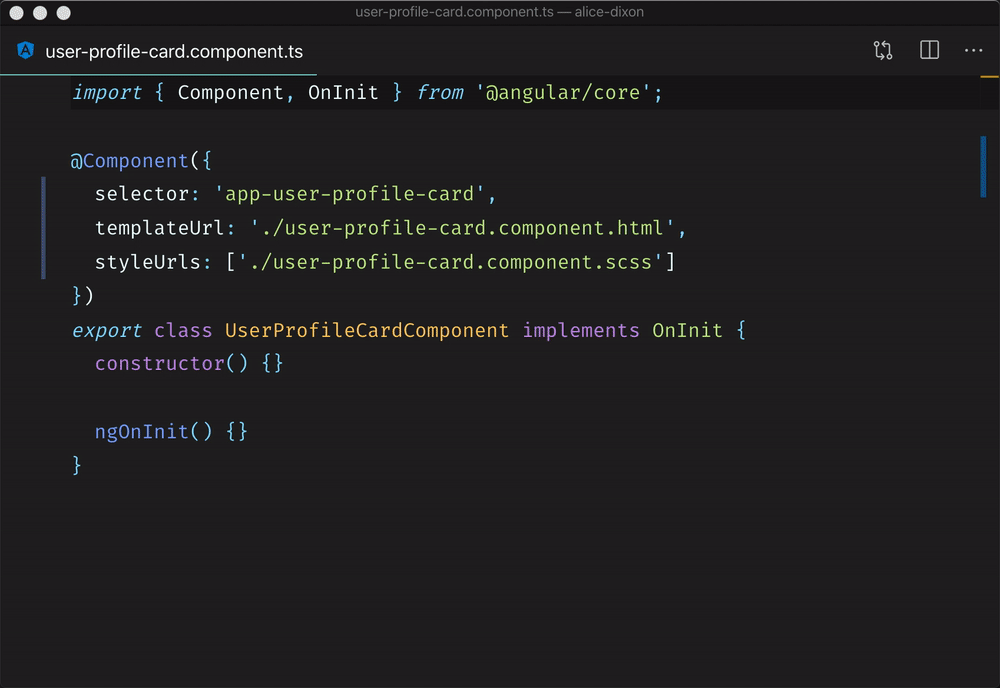 user-profile-card.component.ts — alice-dixon
user-profile-card.component.ts
import { Component, OnInit } from '@angular/core';
@Component({
selector: 'app-user-profile-card',
templateUrl: './user-profile-card.component.html',
styleUrls: ['./user-profile-card.component.scss']
})
export class UserProfileCardComponent implements OnInit {
constructor() {}
ngOnInit() {}
}